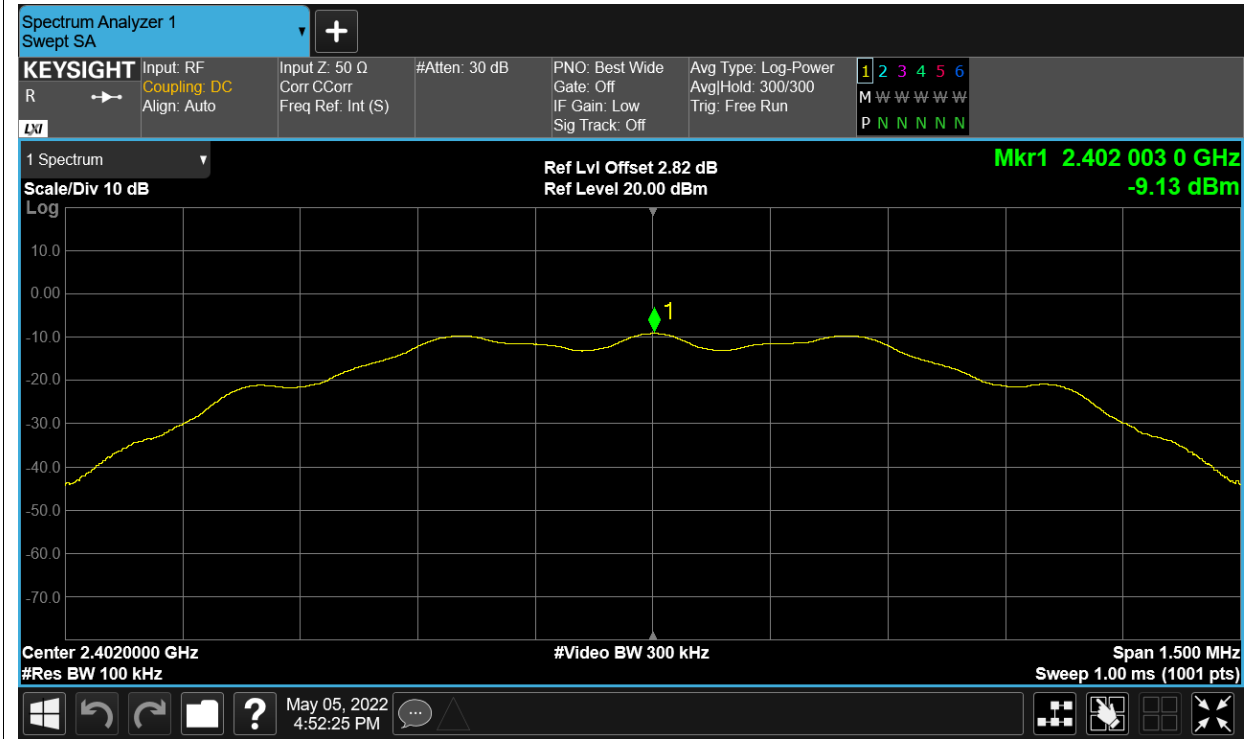 Spectrum Analyzer 1
Swept SA
KEYSIGHT
R
LXI
Input: RF
Coupling: DC
Align: Auto
Input Z: 50 Ω
Corr CCorr
Freq Ref: Int (S)
#Atten: 30 dB
PNO: Best Wide
Gate: Off
IF Gain: Low
Sig Track: Off
Avg Type: Log-Power
Avg|Hold: 300/300
Trig: Free Run
1 2 3 4 5 6
M W W W W W
P N N N N N
1 Spectrum
Scale/Div 10 dB
Log
Ref Lvl Offset 2.82 dB
Ref Level 20.00 dBm
Mkr1 2.402 003 0 GHz
-9.13 dBm
1
10.0
0.00
-10.0
-20.0
-30.0
-40.0
-50.0
-60.0
-70.0
Center 2.4020000 GHz
#Res BW 100 kHz
#Video BW 300 kHz
Span 1.500 MHz
Sweep 1.00 ms (1001 pts)
?
May 05, 2022
4:52:25 PM